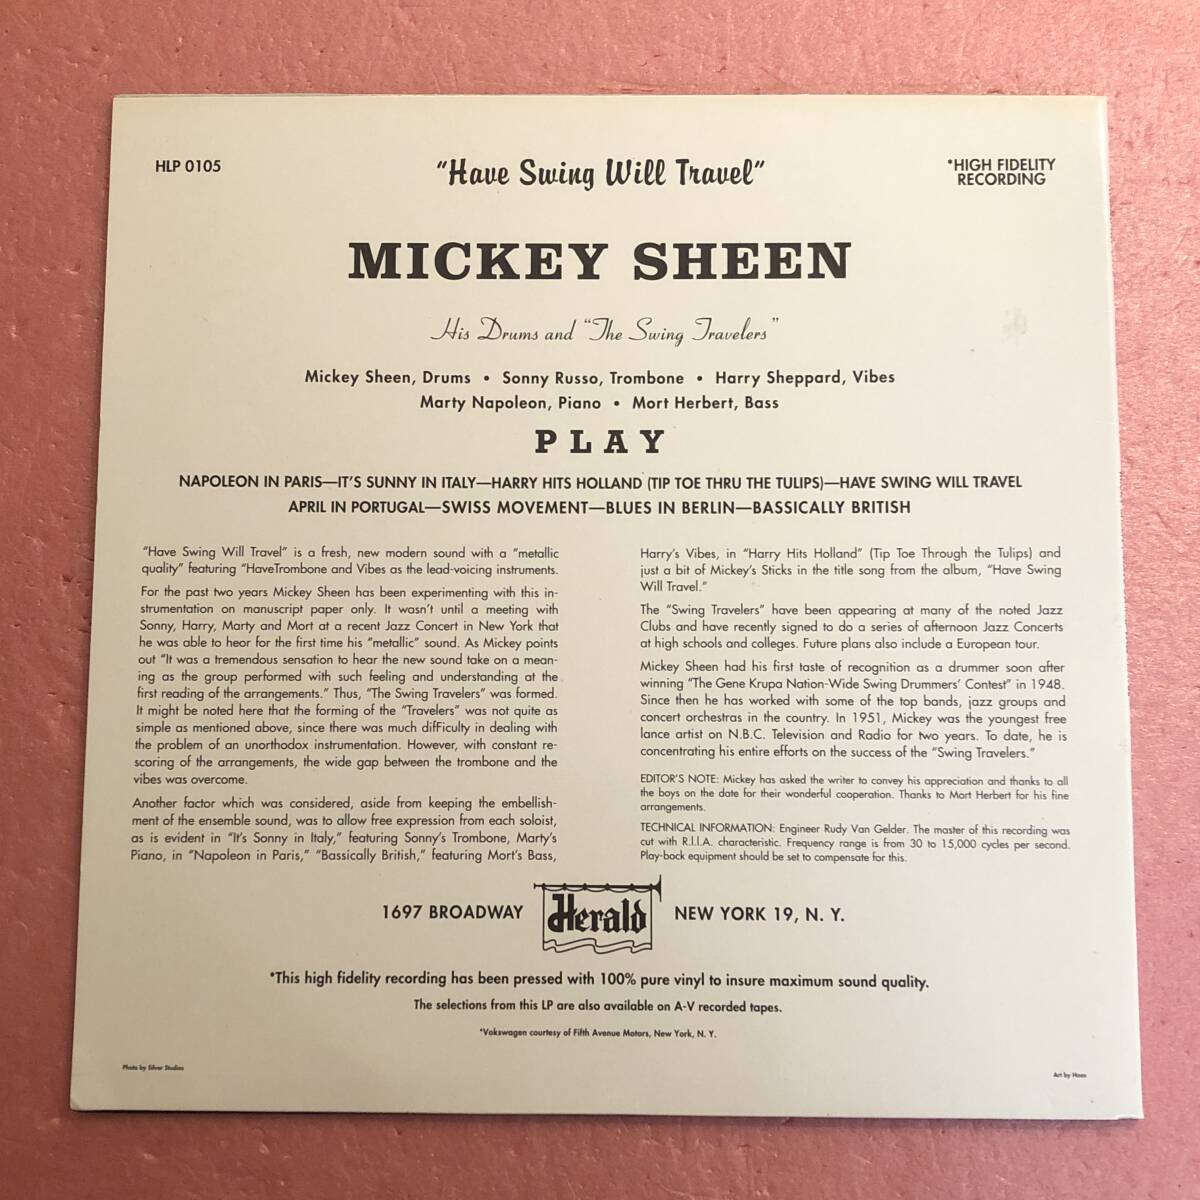 HLP 0105
"Have Swing Will Travel"
*HIGH FIDELITY
RECORDING
MICKEY SHEEN
His Drums and "The Swing Travelers"
Mickey Sheen, Drums • Sonny Russo, Trombone • Harry Sheppard, Vibes
Marty Napoleon, Piano • Mort Herbert, Bass
PLAY
NAPOLEON IN PARIS—IT'S SUNNY IN ITALY—HARRY HITS HOLLAND (TIP TOE THRU THE TULIPS)—HAVE SWING WILL TRAVEL
APRIL IN PORTUGAL—SWISS MOVEMENT—BLUES IN BERLIN—BASSICALLY BRITISH
"Have Swing Will Travel" is a fresh, new modern sound with a "metallic
quality" featuring "HaveTrombone and Vibes as the lead-voicing instruments.
For the past two years Mickey Sheen has been experimenting with this in-
strumentation on manuscript paper only. It wasn't until a meeting with
Sonny, Harry, Marty and Mort at a recent Jazz Concert in New York that
he was able to heor for the first time his "metallic" sound. As Mickey points
out "It was a tremendous sensation to hear the new sound take on a mean-
ing as the group performed with such feeling and understanding at the
first reading of the arrangements." Thus, "The Swing Travelers" was formed.
It might be noted here that the forming of the "Travelers" was not quite as
simple as mentioned above, since there was much difficulty in dealing with
the problem of an unorthodox instrumentation. However, with constant re-
scoring of the arrangements, the wide gap between the trombone and the
vibes was overcome.
Another factor which was considered, aside from keeping the embellish-
ment of the ensemble sound, was to allow free expression from each soloist,
as is evident in "It's Sonny in Italy," featuring Sonny's Trombone, Marty's
Piano, in "Napoleon in Paris," "Bassically British," featuring Mort's Bass,
Harry's Vibes, in "Harry Hits Holland" (Tip Toe Through the Tulips) and
just a bit of Mickey's Sticks in the title song from the album, "Have Swing
Will Travel."
The "Swing Travelers" have been appearing at many of the noted Jazz
Clubs and have recently signed to do a series of afternoon Jazz Concerts
at high schools and colleges. Future plans also include a European tour.
Mickey Sheen had his first taste of recognition as a drummer soon after
winning "The Gene Krupa Nation-Wide Swing Drummers' Contest" in 1948.
Since then he has worked with some of the top bands, jazz groups and
concert orchestras in the country. In 1951, Mickey was the youngest free
lance artist on N.B.C. Television and Radio for two years. To date, he is
concentrating his entire efforts on the success of the "Swing Travelers."
EDITOR'S NOTE: Mickey has asked the writer to convey his appreciation and thanks to all
the boys on the date for their wonderful cooperation. Thanks to Mort Herbert for his fine
arrangements.
TECHNICAL INFORMATION: Engineer Rudy Van Gelder. The master of this recording was
cut with R.I.I.A. characteristic. Frequency range is from 30 to 15,000 cycles per second.
Play-bock equipment should be set to compensate for this.
1697 BROADWAY
Herald
NEW YORK 19, N. Y.
*This high fidelity recording has been pressed with 100% pure vinyl to insure maximum sound quality.
The selections from this LP are also available on A-V recorded tapes.
*Vokswagen courtesy of Fifth Avenue Motors, New York, N. Y.
Photo by Silver Studios
Art by